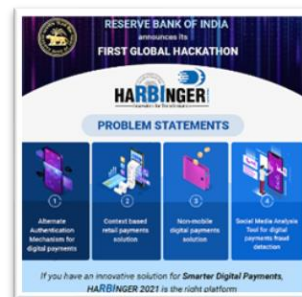 RESERVE BANK OF INDIA
announces its
FIRST GLOBAL HACKATHON
HARBINGER
PROBLEM STATEMENTS
1
Alternate
Authentication
Mechanism for
digital payments
2
Context based
retail payments
solution
3
Non-mobile
digital payments
solution
4
Social Media Analysis
Tool for digital
payments fraud
detection
If you have an innovative solution for Smarter Digital Payments,
HARBINGER 2021 is the right platform